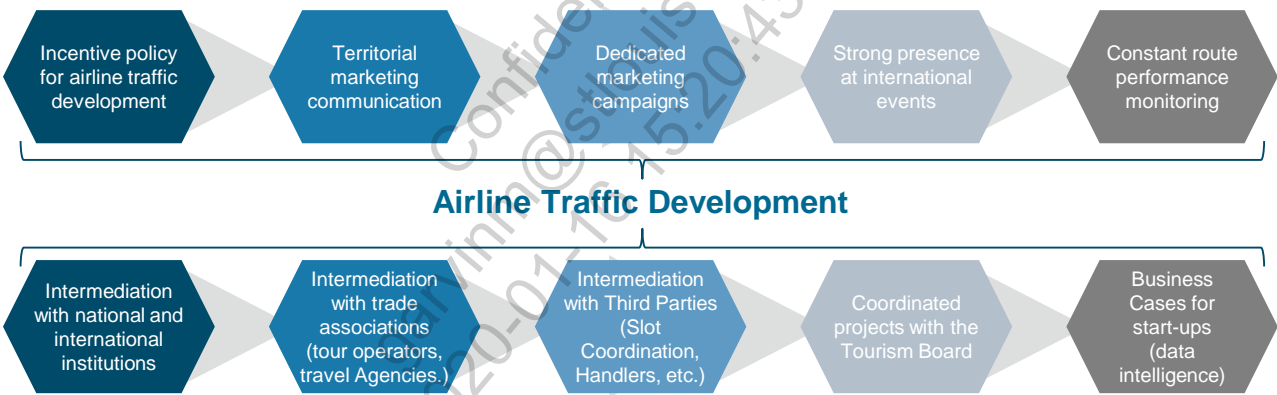 Incentive policy
for airline traffic
development
Territorial
marketing
communication
Dedicated
marketing
campaigns
Strong presence
at international
events
Constant route
performance
monitoring
Airline Traffic Development
Intermediation
with national and
international
institutions
Intermediation
with trade
associations
(tour operators,
travel Agencies.)
Intermediation
with Third Parties
(Slot
Coordination,
Handlers, etc.)
Coordinated
projects with the
Tourism Board
Business
Cases for
start-ups
(data
intelligence)